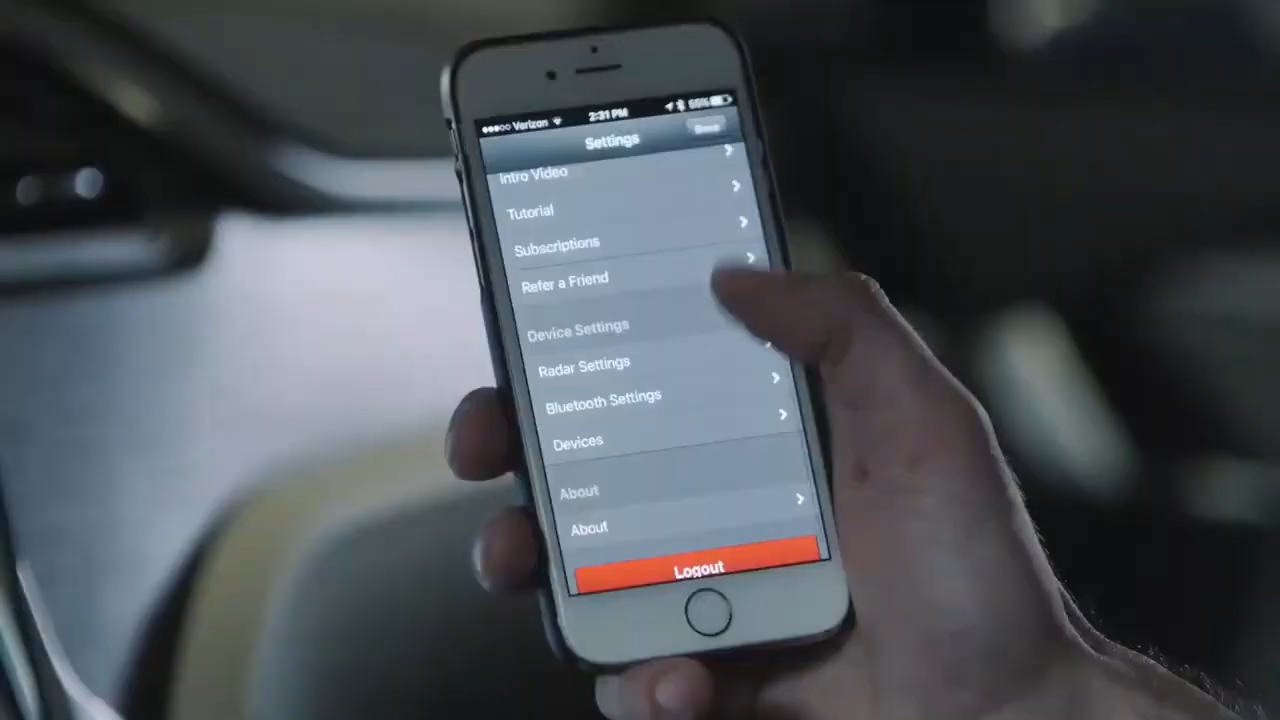 Verizon 2:31 PM 65%
Settings
Intro Video
Tutorial
Subscriptions
Refer a Friend
Device Settings
Radar Settings
Bluetooth Settings
Devices
About
About
Logout